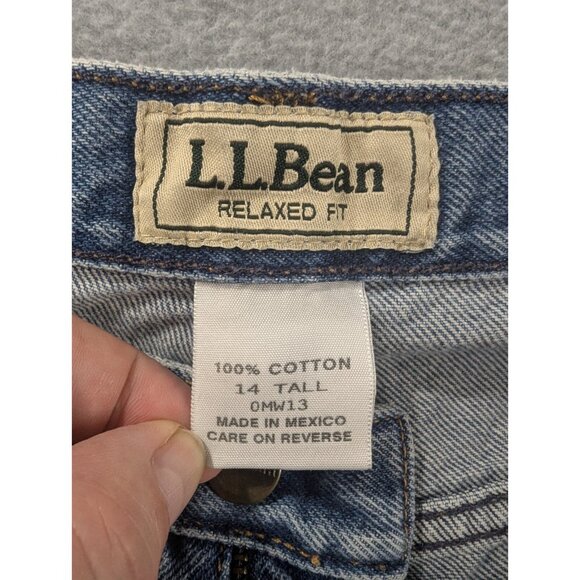 L.L.Bean
RELAXED FIT
100% COTTON
14 TALL
0MW13
MADE IN MEXICO
CARE ON REVERSE